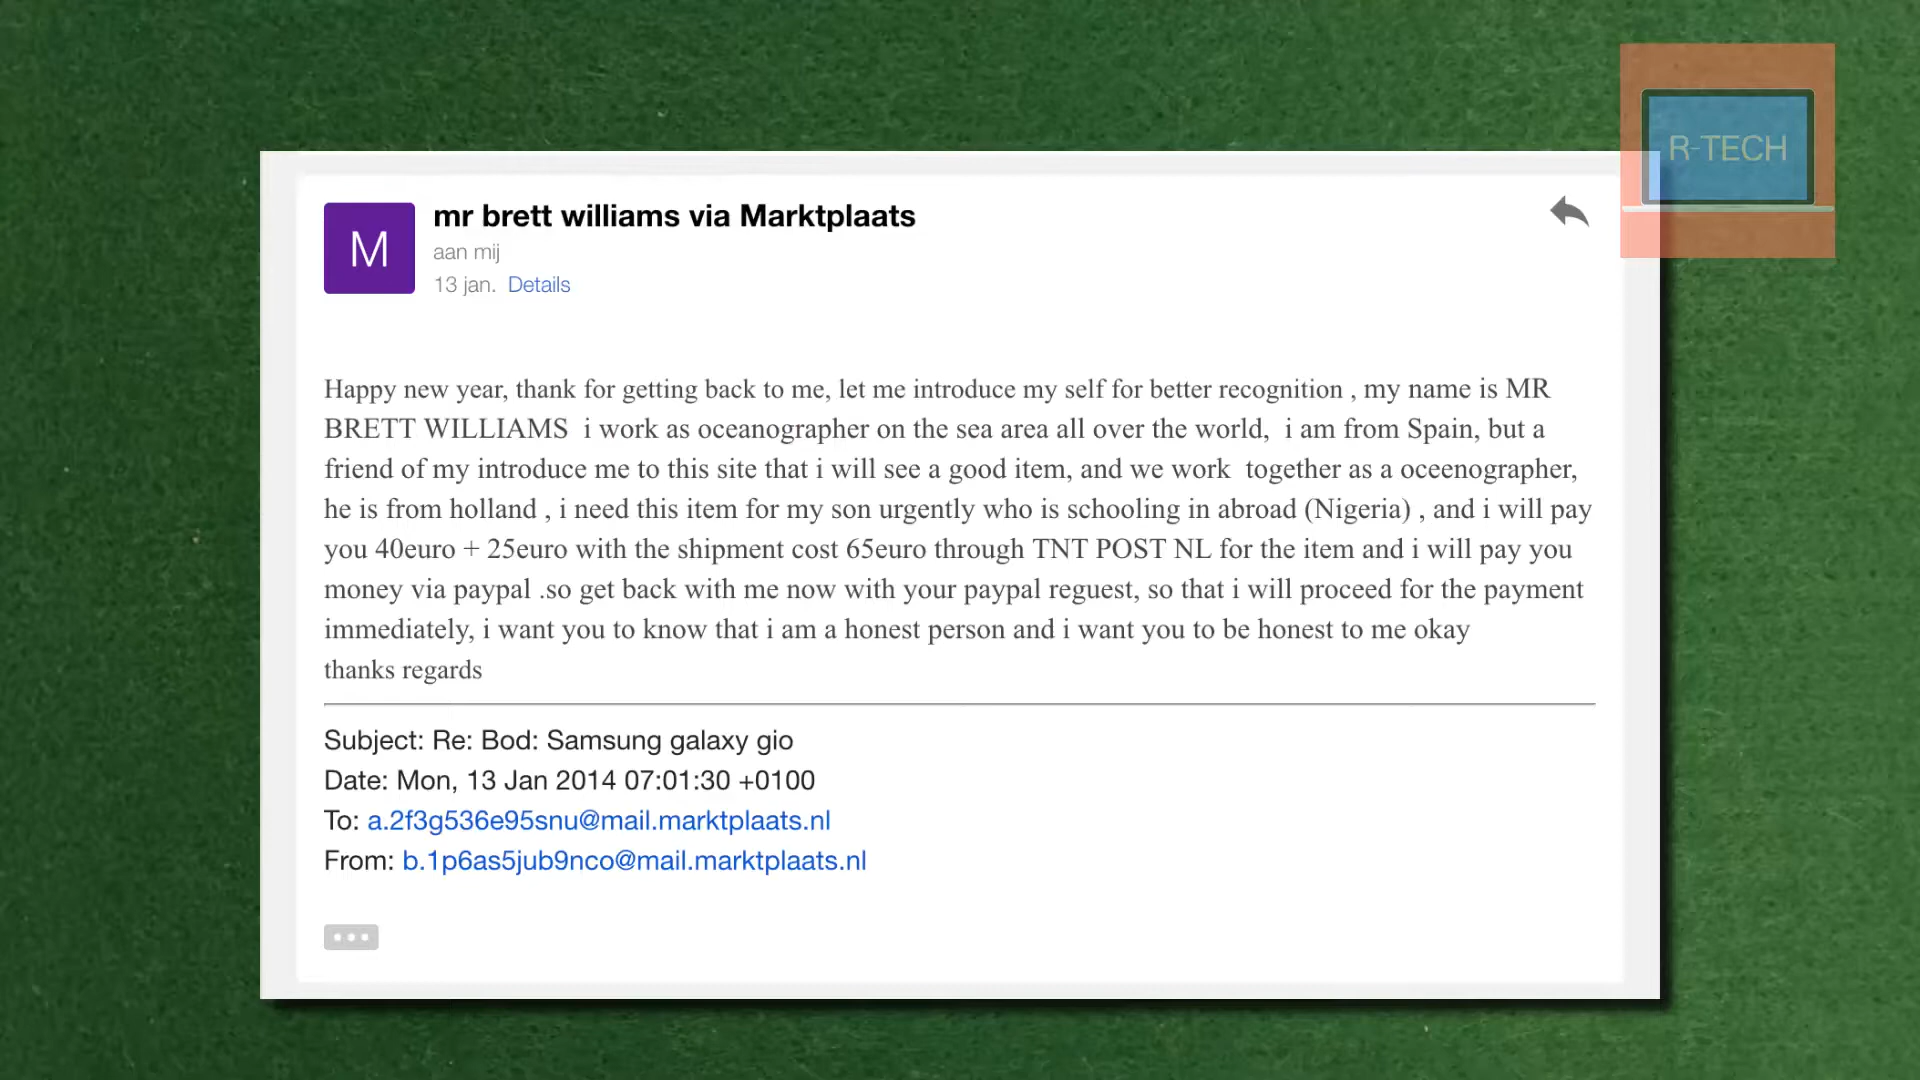 R-TECH
M
mr brett williams via Marktplaats
aan mij
13 jan. Details
Happy new year, thank for getting back to me, let me introduce my self for better recognition , my name is MR
BRETT WILLIAMS  i work as oceanographer on the sea area all over the world,  i am from Spain, but a
friend of my introduce me to this site that i will see a good item, and we work  together as a oceenographer,
he is from holland , i need this item for my son urgently who is schooling in abroad (Nigeria) , and i will pay
you 40euro + 25euro with the shipment cost 65euro through TNT POST NL for the item and i will pay you
money via paypal .so get back with me now with your paypal reguest, so that i will proceed for the payment
immediately, i want you to know that i am a honest person and i want you to be honest to me okay
thanks regards
Subject: Re: Bod: Samsung galaxy gio
Date: Mon, 13 Jan 2014 07:01:30 +0100
To: a.2f3g536e95snu@mail.marktplaats.nl
From: b.1p6as5jub9nco@mail.marktplaats.nl